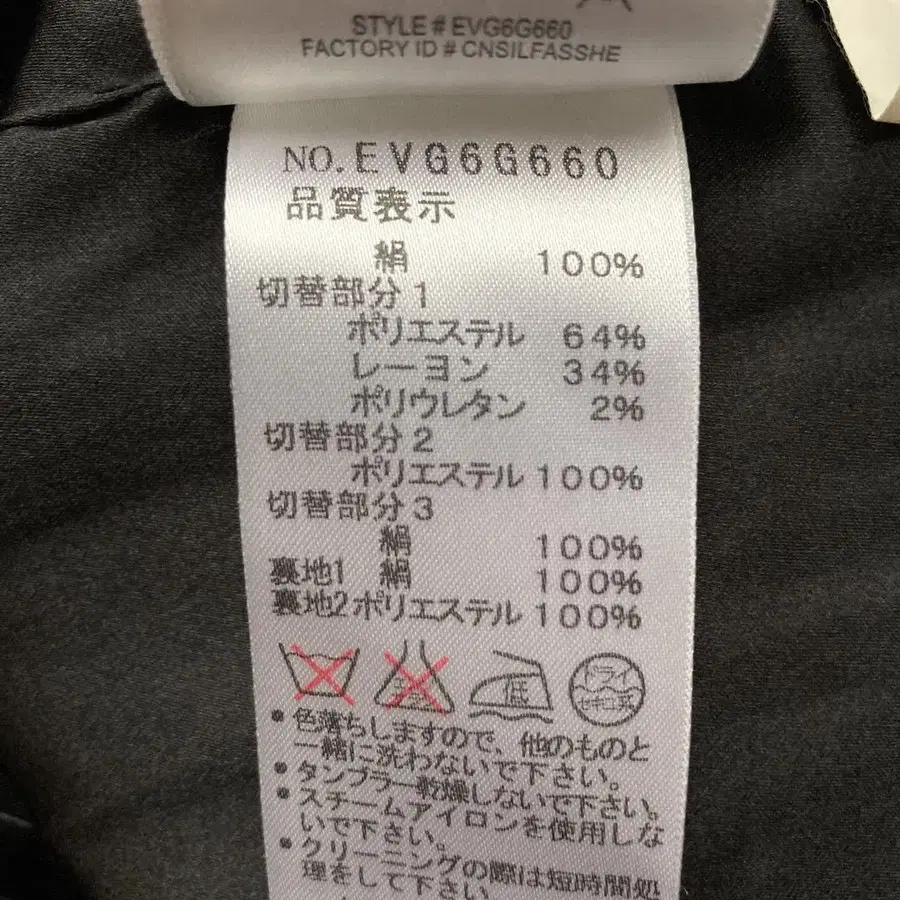 STYLE # EVG6G660
FACTORY ID # CNSILFASSHE
NO.EVG6G660
品質表示
絹 100%
切替部分1
ポリエステル 64%
レーヨン 34%
ポリウレタン 2%
切替部分2
ポリエステル 100%
切替部分3
絹 100%
裏地1 絹 100%
裏地2 ポリエステル 100%
エンソ サラシ 低 ドライ セキユ系
•色落ちしますので、他のものと
一緒に洗わないで下さい。
•タンブラー乾燥しないで下さい。
•スチームアイロンを使用しな
いで下さい。
•クリーニングの際は短時間処
理をして下さい